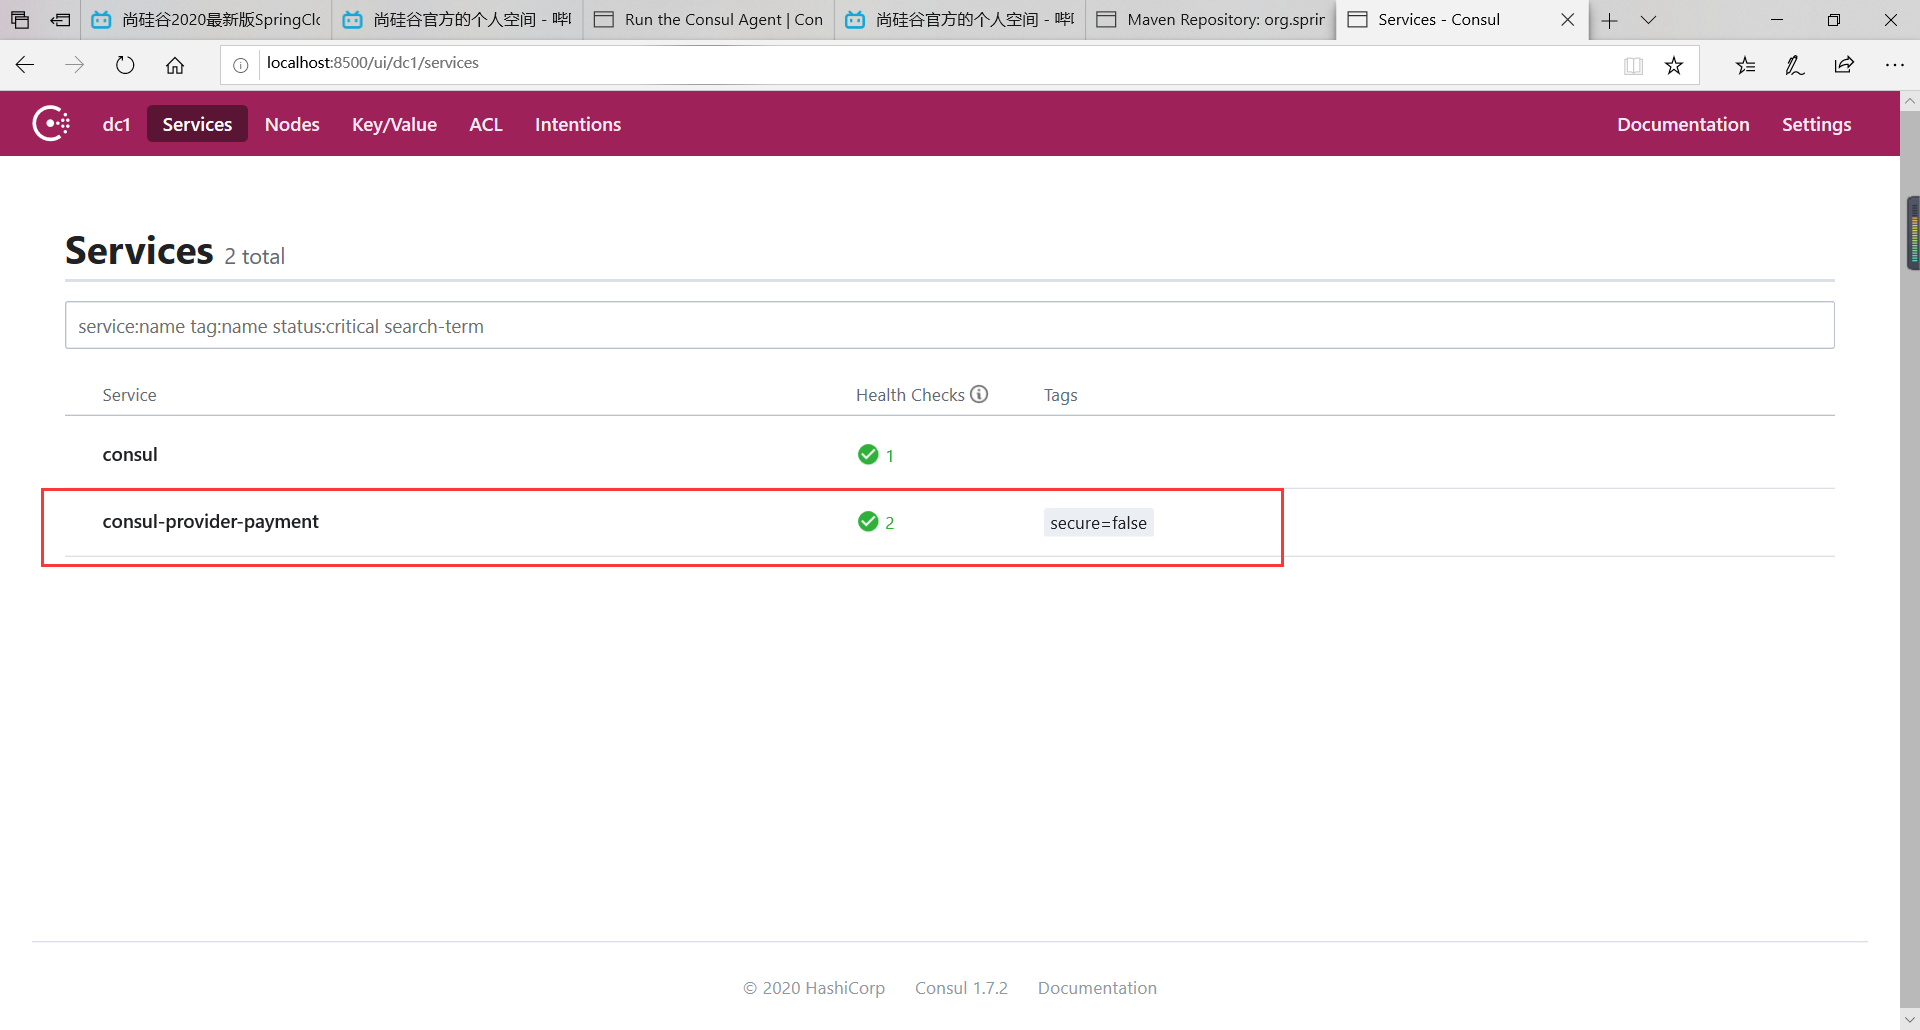 尚硅谷2020最新版SpringClo
尚硅谷官方的个人空间 - 哔
Run the Consul Agent | Con
尚硅谷官方的个人空间 - 哔
Maven Repository: org.sprin
Services - Consul
localhost:8500/ui/dc1/services
dc1 Services Nodes Key/Value ACL Intentions Documentation Settings
Services 2 total
service:name tag:name status:critical search-term
Service Health Checks Tags
consul 1
consul-provider-payment 2 secure=false
© 2020 HashiCorp Consul 1.7.2 Documentation